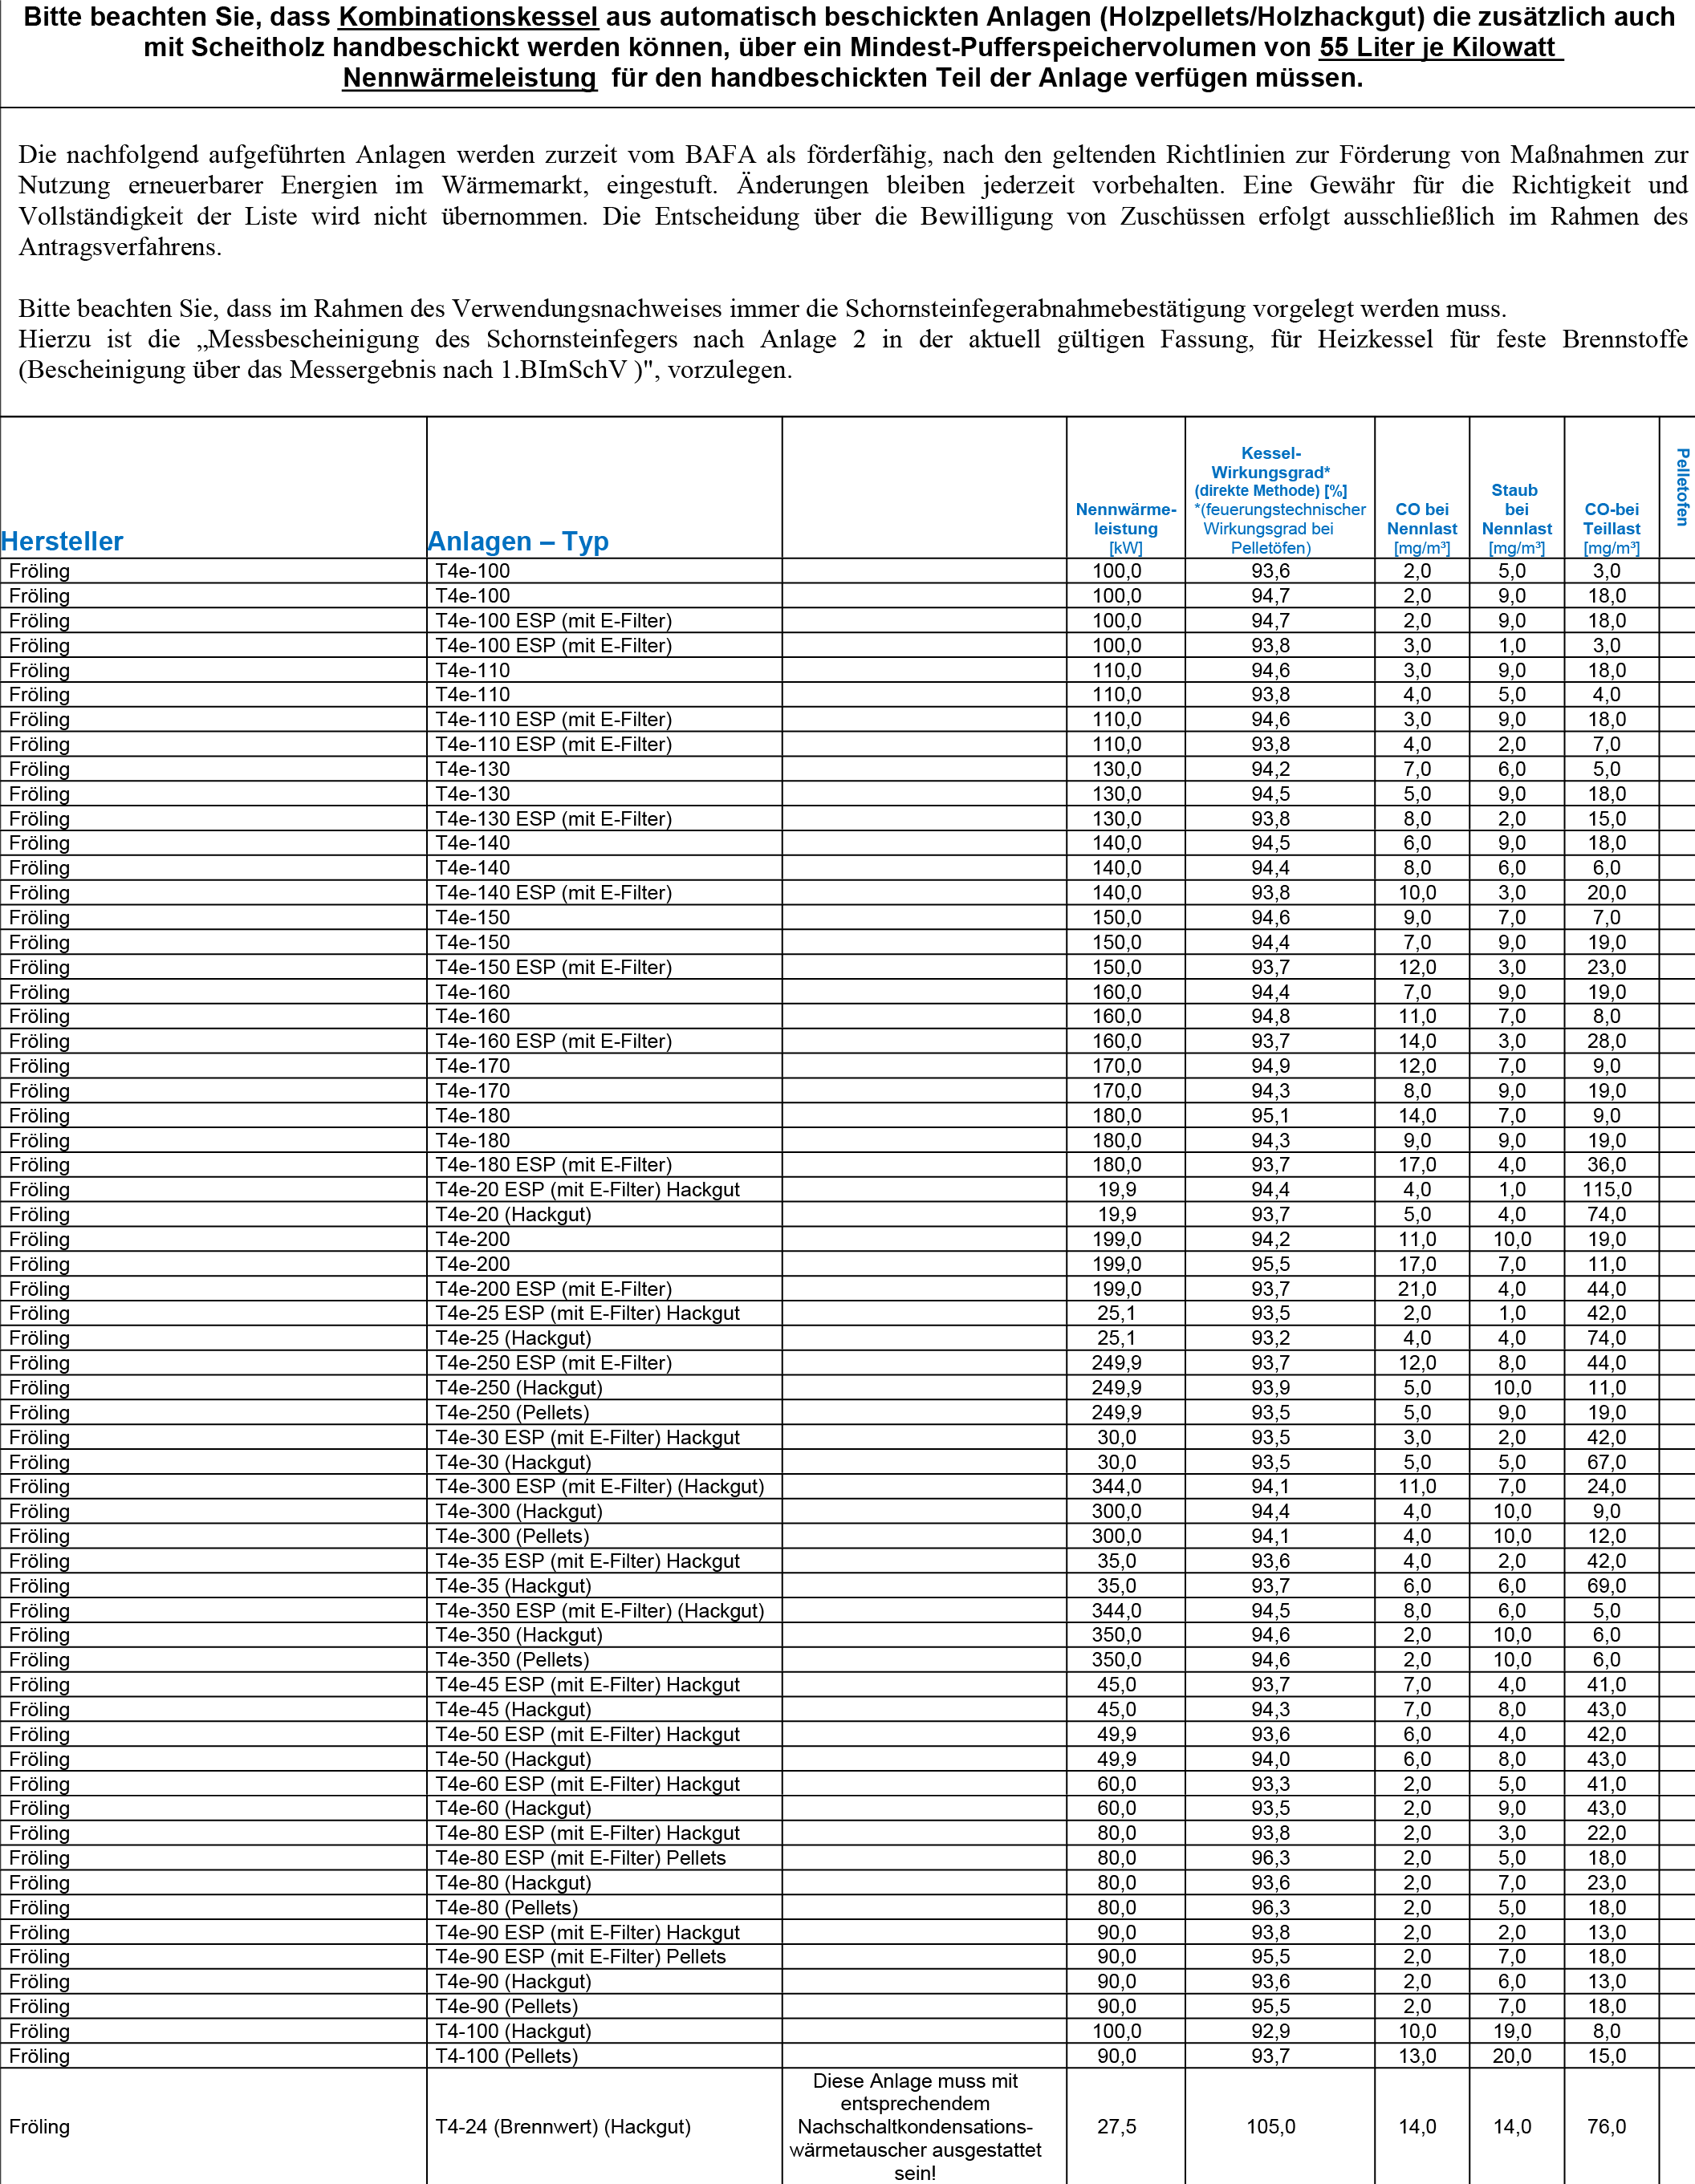 Bitte beachten Sie, dass Kombinationskessel aus automatisch beschickten Anlagen (Holzpellets/Holzhackgut) die zusätzlich auch
mit Scheitholz handbeschickt werden können, über ein Mindest-Pufferspeichervolumen von 55 Liter je Kilowatt
Nennwärmeleistung für den handbeschickten Teil der Anlage verfügen müssen.
Die nachfolgend aufgeführten Anlagen werden zurzeit vom BAFA als förderfähig, nach den geltenden Richtlinien zur Förderung von Maßnahmen zur
Nutzung erneuerbarer Energien im Wärmemarkt, eingestuft. Änderungen bleiben jederzeit vorbehalten. Eine Gewähr für die Richtigkeit und
Vollständigkeit der Liste wird nicht übernommen. Die Entscheidung über die Bewilligung von Zuschüssen erfolgt ausschließlich im Rahmen des
Antragsverfahrens.
Bitte beachten Sie, dass im Rahmen des Verwendungsnachweises immer die Schornsteinfegerabnahmebestätigung vorgelegt werden muss.
Hierzu ist die „Messbescheinigung des Schornsteinfegers nach Anlage 2 in der aktuell gültigen Fassung, für Heizkessel für feste Brennstoffe
(Bescheinigung über das Messergebnis nach 1.BImSchV )", vorzulegen.
Hersteller
Anlagen – Typ
Nennwärme-
leistung
[kW]
Kessel-
Wirkungsgrad*
(direkte Methode) [%]
*(feuerungstechnischer
Wirkungsgrad bei
Pelletöfen)
CO bei
Nennlast
[mg/m³]
Staub
bei
Nennlast
[mg/m³]
CO-bei
Teillast
[mg/m³]
Pelletofen
Fröling T4e-100 100,0 93,6 2,0 5,0 3,0
Fröling T4e-100 100,0 94,7 2,0 9,0 18,0
Fröling T4e-100 ESP (mit E-Filter) 100,0 94,7 2,0 9,0 18,0
Fröling T4e-100 ESP (mit E-Filter) 100,0 93,8 3,0 1,0 3,0
Fröling T4e-110 110,0 94,6 3,0 9,0 18,0
Fröling T4e-110 110,0 93,8 4,0 5,0 4,0
Fröling T4e-110 ESP (mit E-Filter) 110,0 94,6 3,0 9,0 18,0
Fröling T4e-110 ESP (mit E-Filter) 110,0 93,8 4,0 2,0 7,0
Fröling T4e-130 130,0 94,2 7,0 6,0 5,0
Fröling T4e-130 130,0 94,5 5,0 9,0 18,0
Fröling T4e-130 ESP (mit E-Filter) 130,0 93,8 8,0 2,0 15,0
Fröling T4e-140 140,0 94,5 6,0 9,0 18,0
Fröling T4e-140 140,0 94,4 8,0 6,0 6,0
Fröling T4e-140 ESP (mit E-Filter) 140,0 93,8 10,0 3,0 20,0
Fröling T4e-150 150,0 94,6 9,0 7,0 7,0
Fröling T4e-150 150,0 94,4 7,0 9,0 19,0
Fröling T4e-150 ESP (mit E-Filter) 150,0 93,7 12,0 3,0 23,0
Fröling T4e-160 160,0 94,4 7,0 9,0 19,0
Fröling T4e-160 160,0 94,8 11,0 7,0 8,0
Fröling T4e-160 ESP (mit E-Filter) 160,0 93,7 14,0 3,0 28,0
Fröling T4e-170 170,0 94,9 12,0 7,0 9,0
Fröling T4e-170 170,0 94,3 8,0 9,0 19,0
Fröling T4e-180 180,0 95,1 14,0 7,0 9,0
Fröling T4e-180 180,0 94,3 9,0 9,0 19,0
Fröling T4e-180 ESP (mit E-Filter) 180,0 93,7 17,0 4,0 36,0
Fröling T4e-20 ESP (mit E-Filter) Hackgut 19,9 94,4 4,0 1,0 115,0
Fröling T4e-20 (Hackgut) 19,9 93,7 5,0 4,0 74,0
Fröling T4e-200 199,0 94,2 11,0 10,0 19,0
Fröling T4e-200 199,0 95,5 17,0 7,0 11,0
Fröling T4e-200 ESP (mit E-Filter) 199,0 93,7 21,0 4,0 44,0
Fröling T4e-25 ESP (mit E-Filter) Hackgut 25,1 93,5 2,0 1,0 42,0
Fröling T4e-25 (Hackgut) 25,1 93,2 4,0 4,0 74,0
Fröling T4e-250 ESP (mit E-Filter) 249,9 93,7 12,0 8,0 44,0
Fröling T4e-250 (Hackgut) 249,9 93,9 5,0 10,0 11,0
Fröling T4e-250 (Pellets) 249,9 93,5 5,0 9,0 19,0
Fröling T4e-30 ESP (mit E-Filter) Hackgut 30,0 93,5 3,0 2,0 42,0
Fröling T4e-30 (Hackgut) 30,0 93,5 5,0 5,0 67,0
Fröling T4e-300 ESP (mit E-Filter) (Hackgut) 344,0 94,1 11,0 7,0 24,0
Fröling T4e-300 (Hackgut) 300,0 94,4 4,0 10,0 9,0
Fröling T4e-300 (Pellets) 300,0 94,1 4,0 10,0 12,0
Fröling T4e-35 ESP (mit E-Filter) Hackgut 35,0 93,6 4,0 2,0 42,0
Fröling T4e-35 (Hackgut) 35,0 93,7 6,0 6,0 69,0
Fröling T4e-350 ESP (mit E-Filter) (Hackgut) 344,0 94,5 8,0 6,0 5,0
Fröling T4e-350 (Hackgut) 350,0 94,6 2,0 10,0 6,0
Fröling T4e-350 (Pellets) 350,0 94,6 2,0 10,0 6,0
Fröling T4e-45 ESP (mit E-Filter) Hackgut 45,0 93,7 7,0 4,0 41,0
Fröling T4e-45 (Hackgut) 45,0 94,3 7,0 8,0 43,0
Fröling T4e-50 ESP (mit E-Filter) Hackgut 49,9 93,6 6,0 4,0 42,0
Fröling T4e-50 (Hackgut) 49,9 94,0 6,0 8,0 43,0
Fröling T4e-60 ESP (mit E-Filter) Hackgut 60,0 93,3 2,0 5,0 41,0
Fröling T4e-60 (Hackgut) 60,0 93,5 2,0 9,0 43,0
Fröling T4e-80 ESP (mit E-Filter) Hackgut 80,0 93,8 2,0 3,0 22,0
Fröling T4e-80 ESP (mit E-Filter) Pellets 80,0 96,3 2,0 5,0 18,0
Fröling T4e-80 (Hackgut) 80,0 93,6 2,0 7,0 23,0
Fröling T4e-80 (Pellets) 80,0 96,3 2,0 5,0 18,0
Fröling T4e-90 ESP (mit E-Filter) Hackgut 90,0 93,8 2,0 2,0 13,0
Fröling T4e-90 ESP (mit E-Filter) Pellets 90,0 95,5 2,0 7,0 18,0
Fröling T4e-90 (Hackgut) 90,0 93,6 2,0 6,0 13,0
Fröling T4e-90 (Pellets) 90,0 95,5 2,0 7,0 18,0
Fröling T4-100 (Hackgut) 100,0 92,9 10,0 19,0 8,0
Fröling T4-100 (Pellets) 90,0 93,7 13,0 20,0 15,0
Diese Anlage muss mit
entsprechendem
Fröling T4-24 (Brennwert) (Hackgut) Nachschaltkondensations- 27,5 105,0 14,0 14,0 76,0
wärmetauscher ausgestattet
sein!